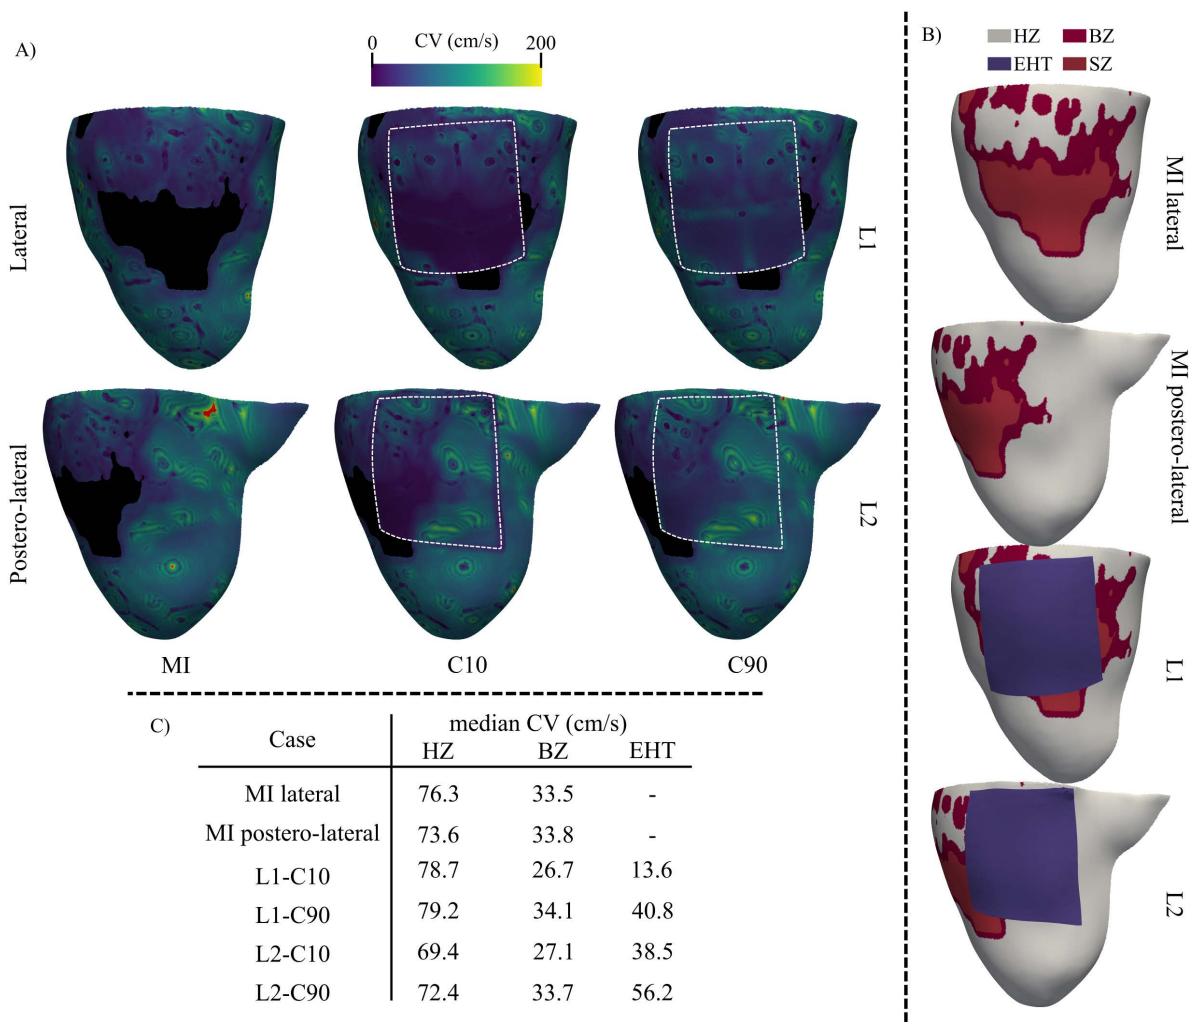 A)
0 CV (cm/s) 200
Lateral
L1
Postero-lateral
L2
MI C10 C90
B)
HZ BZ
EHT SZ
MI lateral
MI postero-lateral
L1
L2
C)
Case median CV (cm/s)
HZ BZ EHT
MI lateral 76.3 33.5 -
MI postero-lateral 73.6 33.8 -
L1-C10 78.7 26.7 13.6
L1-C90 79.2 34.1 40.8
L2-C10 69.4 27.1 38.5
L2-C90 72.4 33.7 56.2